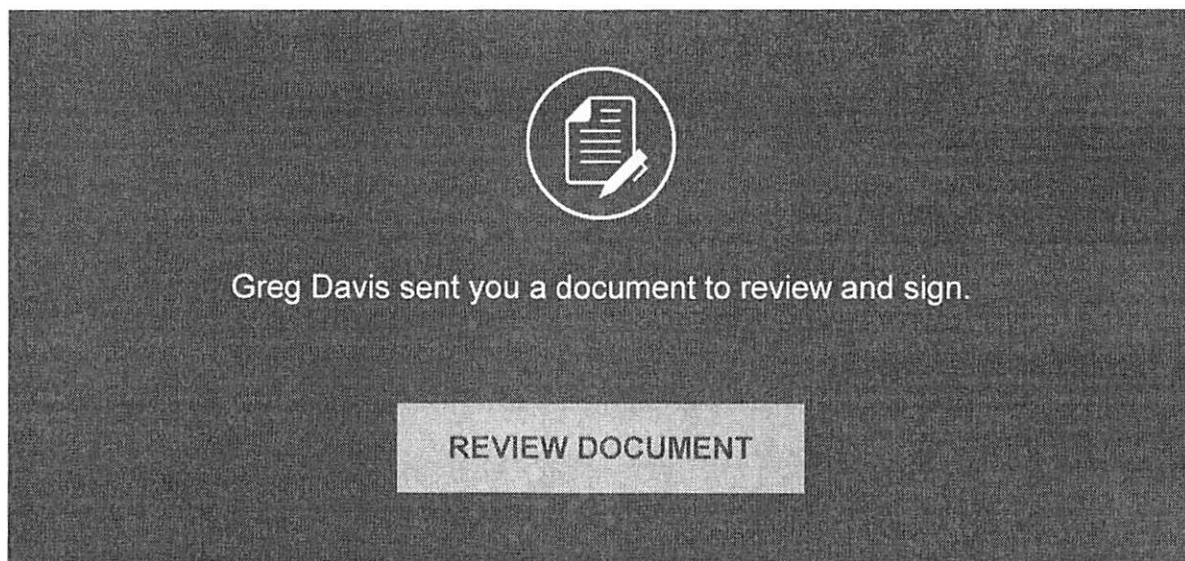 Greg Davis sent you a document to review and sign.
REVIEW DOCUMENT